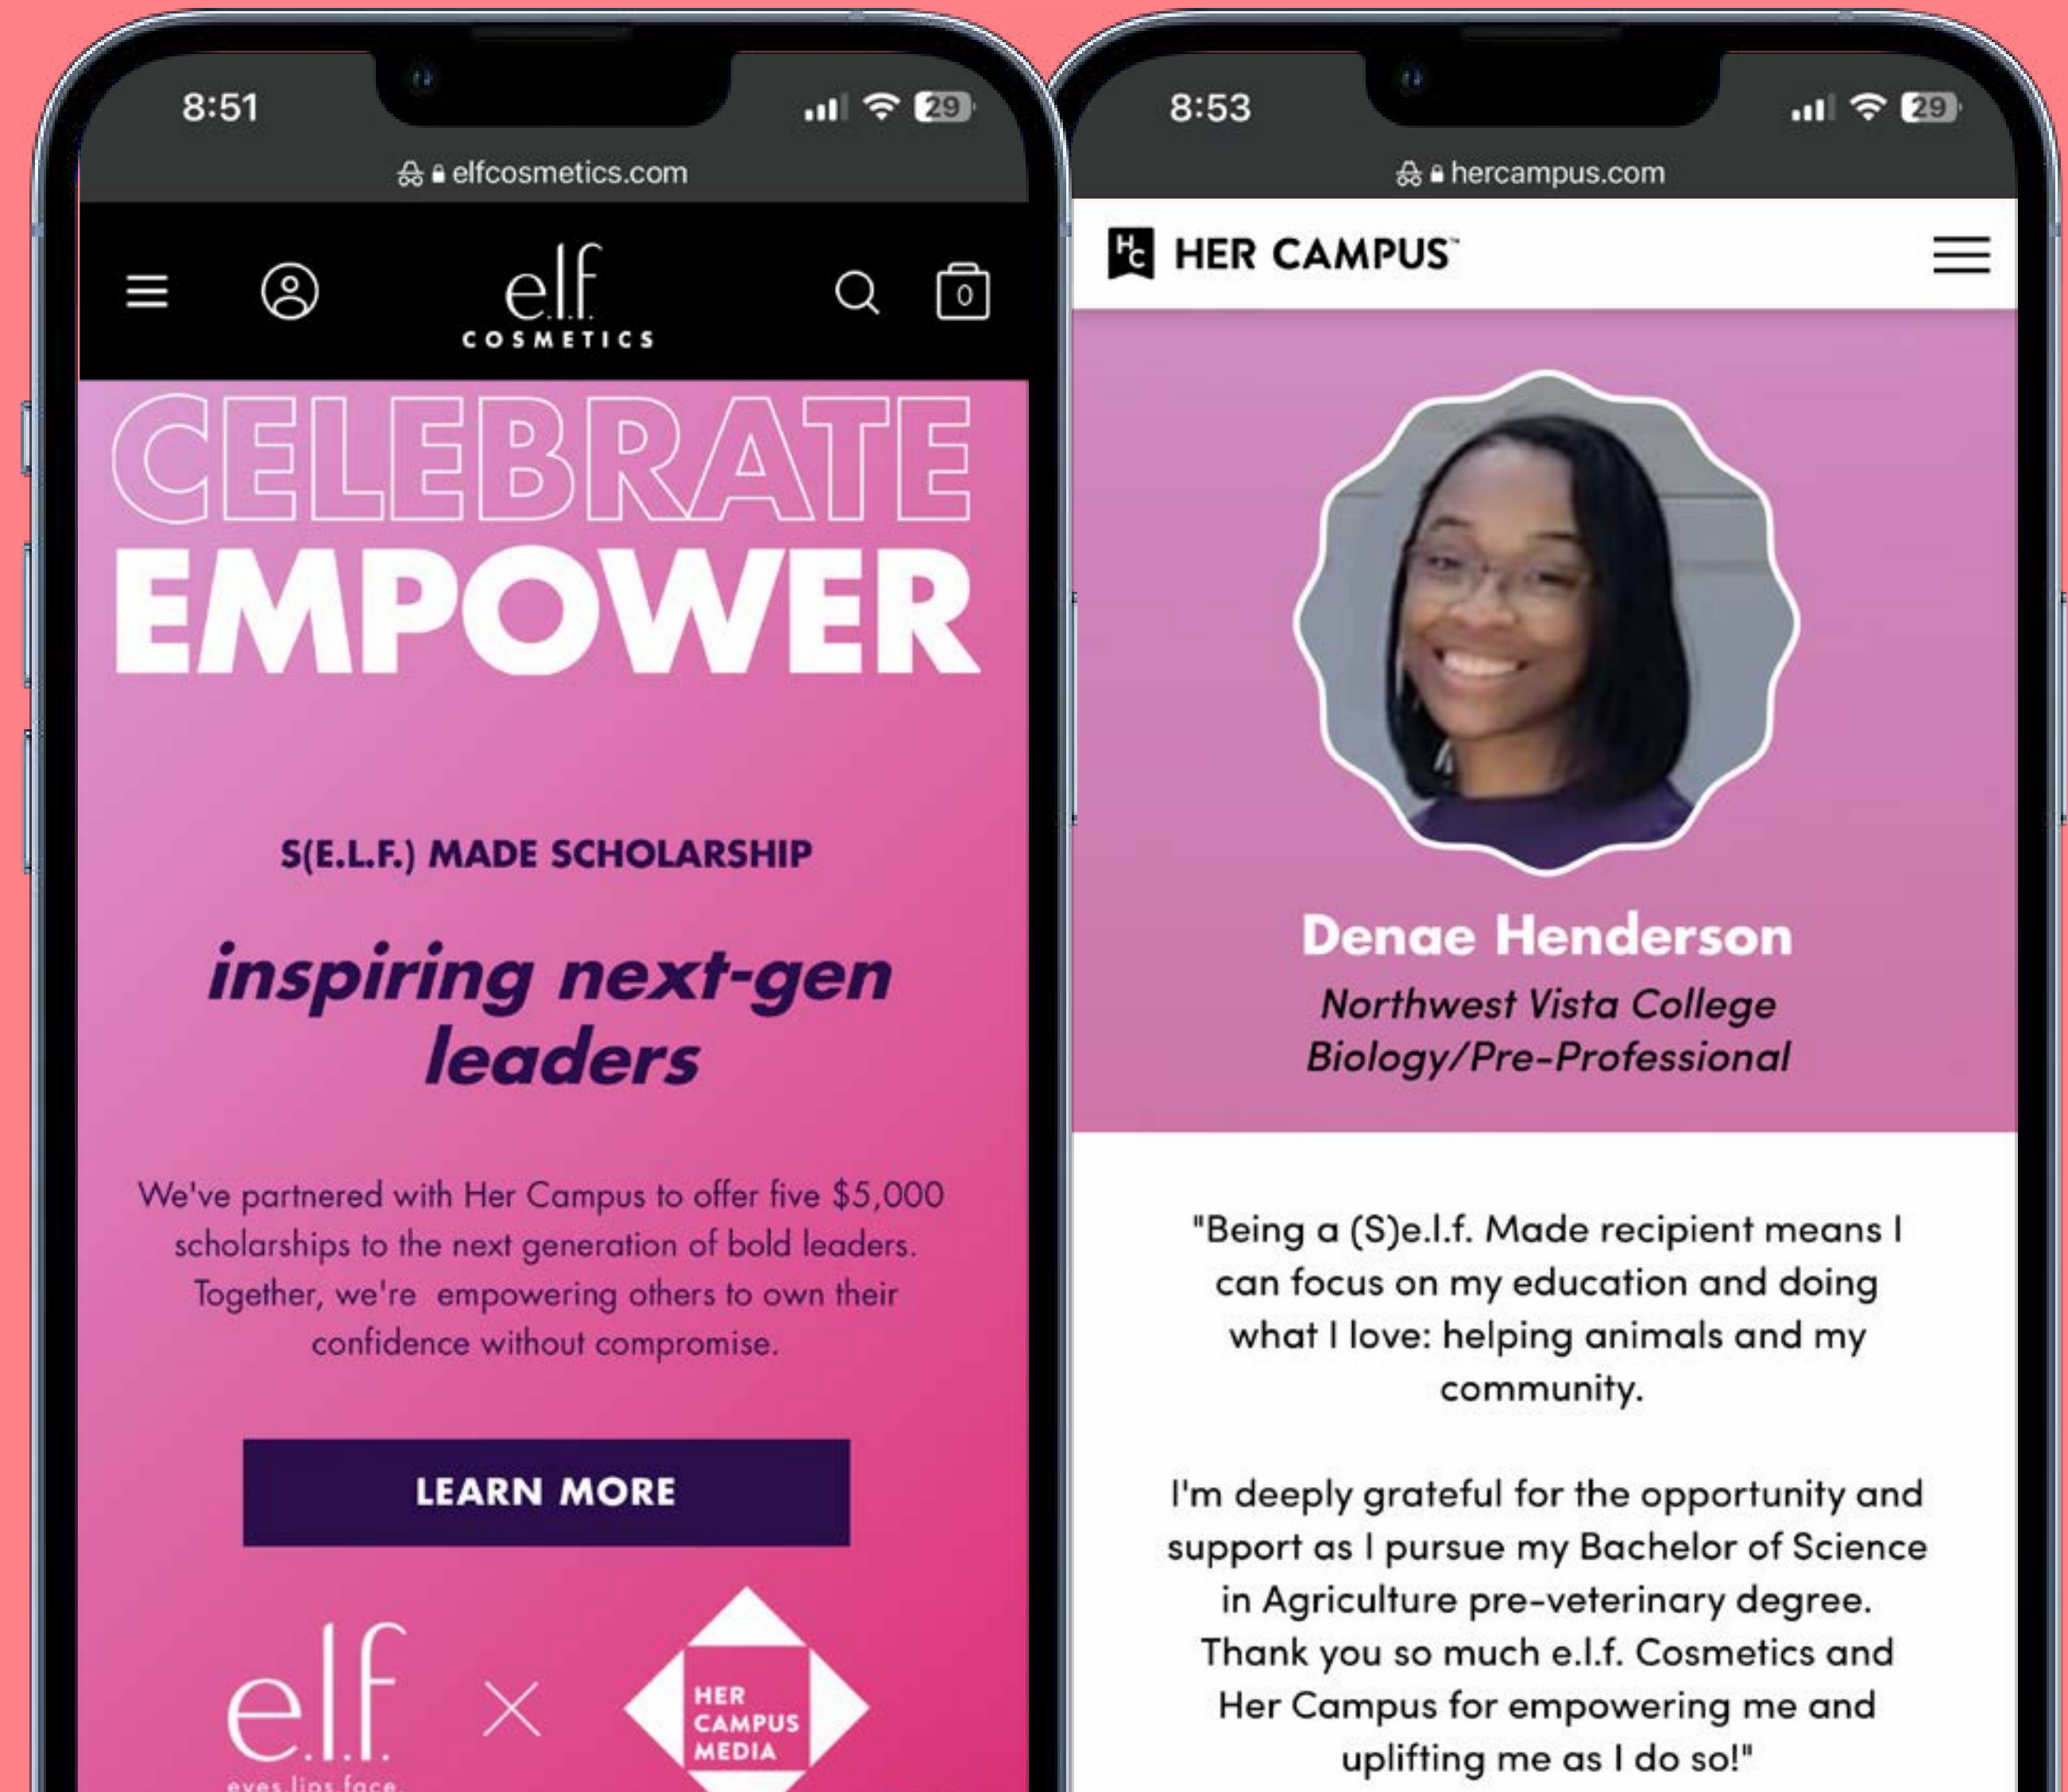 8:51
29
elfcosmetics.com
e.l.f.
COSMETICS
0
CELEBRATE
EMPOWER
S(E.L.F.) MADE SCHOLARSHIP
inspiring next-gen
leaders
We've partnered with Her Campus to offer five $5,000
scholarships to the next generation of bold leaders.
Together, we're  empowering others to own their
confidence without compromise.
LEARN MORE
e.l.f.
eyes.lips.face.
HER
CAMPUS
MEDIA
8:53
29
hercampus.com
HC HER CAMPUS™
Denae Henderson
Northwest Vista College
Biology/Pre-Professional
"Being a (S)e.l.f. Made recipient means I
can focus on my education and doing
what I love: helping animals and my
community.
I'm deeply grateful for the opportunity and
support as I pursue my Bachelor of Science
in Agriculture pre-veterinary degree.
Thank you so much e.l.f. Cosmetics and
Her Campus for empowering me and
uplifting me as I do so!"